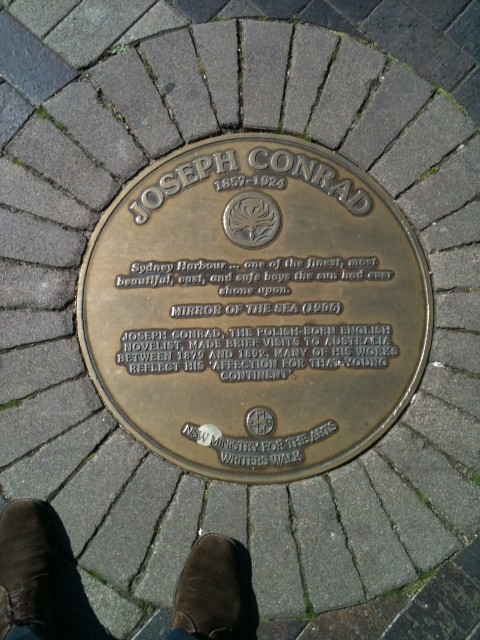 JOSEPH CONRAD
1857-1924
Sydney Harbour ... one of the finest, most
beautiful, vast, and safe bays the sun had ever
shone upon.
MIRROR OF THE SEA (1906)
JOSEPH CONRAD, THE POLISH-BORN ENGLISH
NOVELIST, MADE BRIEF VISITS TO AUSTRALIA
BETWEEN 1879 AND 1892. MANY OF HIS WORKS
REFLECT HIS 'AFFECTION FOR THAT YOUNG
CONTINENT'.
NSW MINISTRY FOR THE ARTS
WRITERS WALK